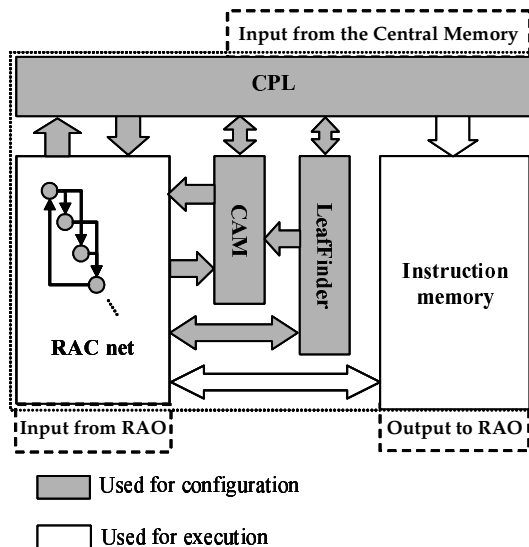 Input from the Central Memory
CPL
CAM
LeafFinder
Instruction
memory
RAC net
Input from RAO
Output to RAO
Used for configuration
Used for execution